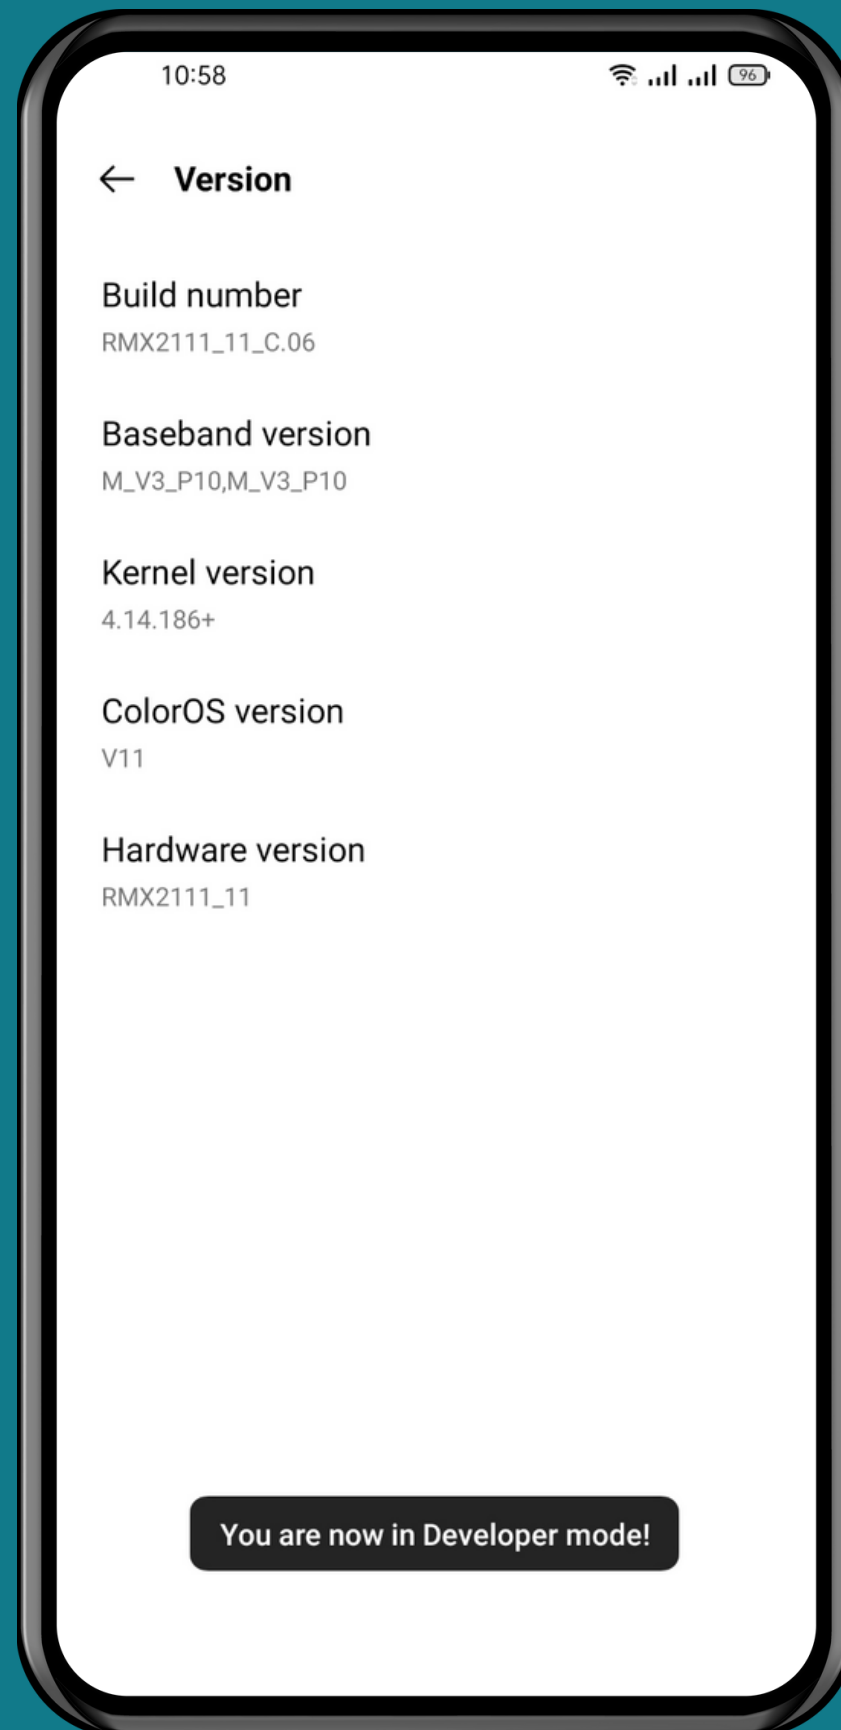 10:58 96
Version
Build number
RMX2111_11_C.06
Baseband version
M_V3_P10,M_V3_P10
Kernel version
4.14.186+
ColorOS version
V11
Hardware version
RMX2111_11
You are now in Developer mode!